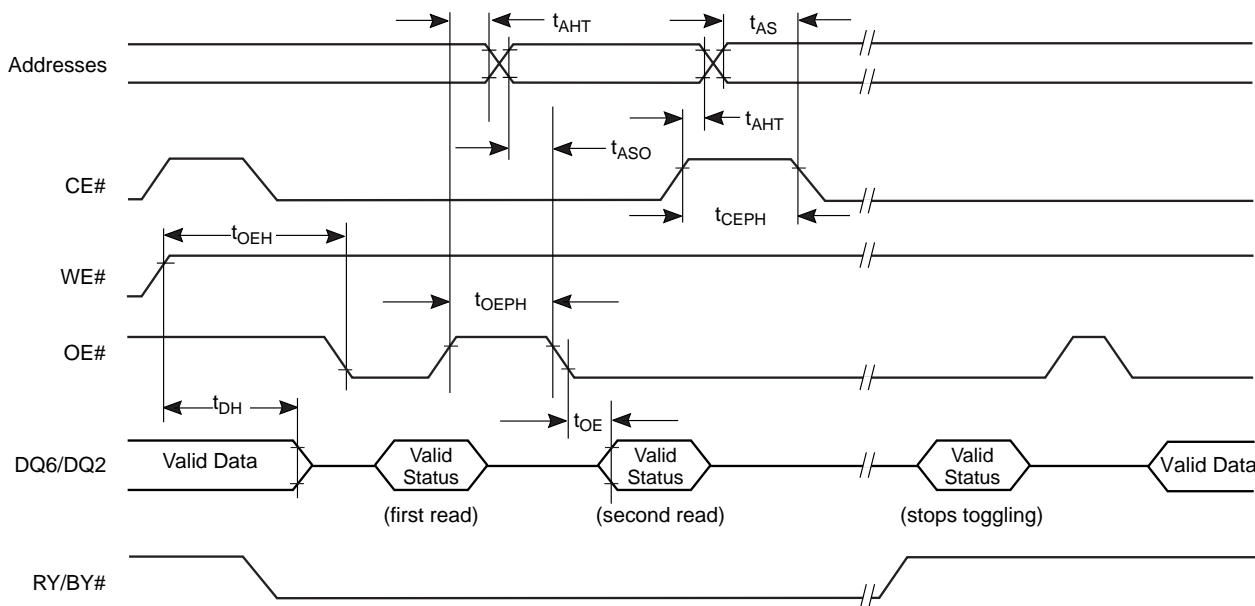 tAHT
tAS
Addresses
tAHT
tASO
CE#
tCEPH
tOEH
WE#
tOEPH
OE#
tDH
tOE
DQ6/DQ2
Valid Data
Valid
Status
Valid
Status
Valid
Status
Valid Data
(first read)
(second read)
(stops toggling)
RY/BY#